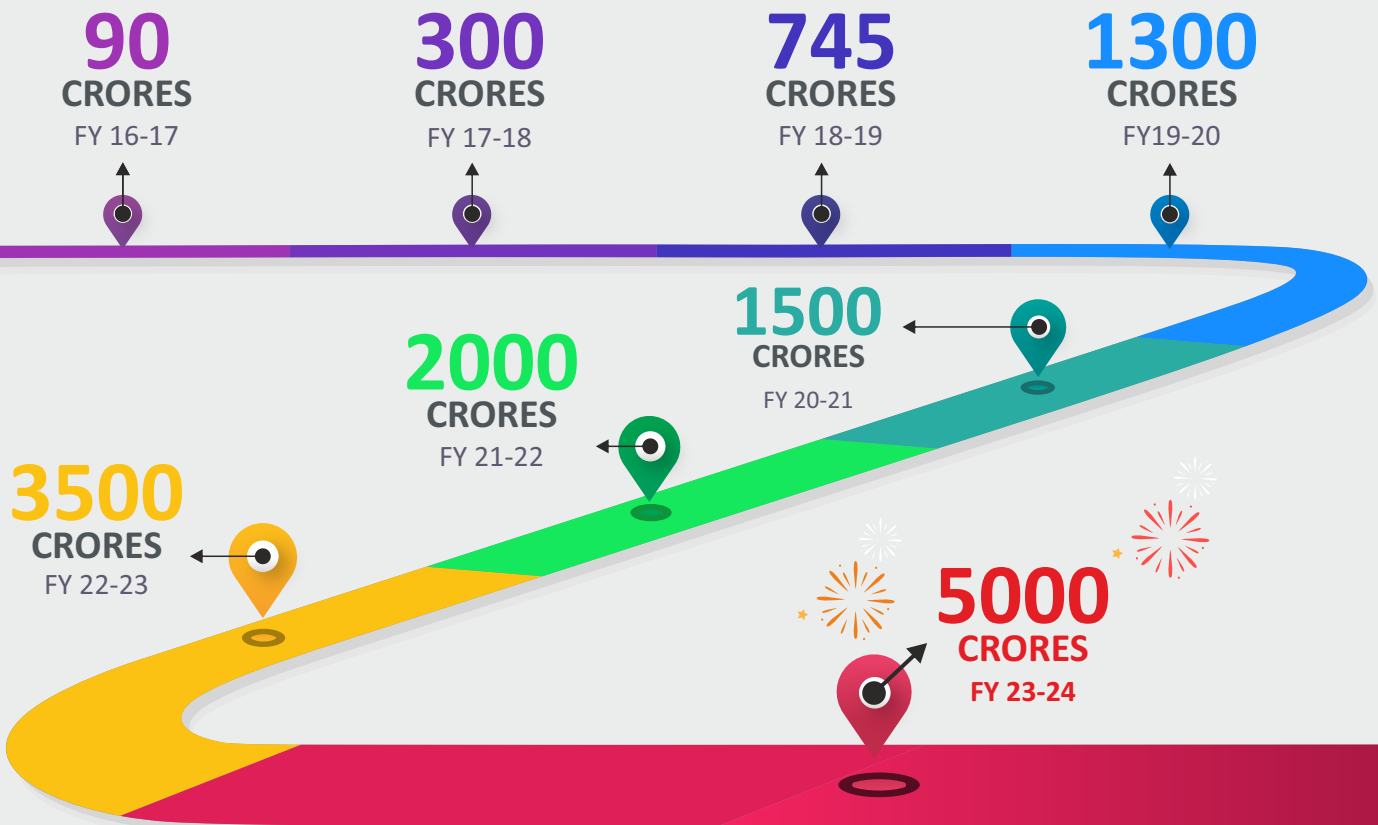 90
CRORES
FY 16-17
300
CRORES
FY 17-18
745
CRORES
FY 18-19
1300
CRORES
FY19-20
1500
CRORES
FY 20-21
2000
CRORES
FY 21-22
3500
CRORES
FY 22-23
5000
CRORES
FY 23-24